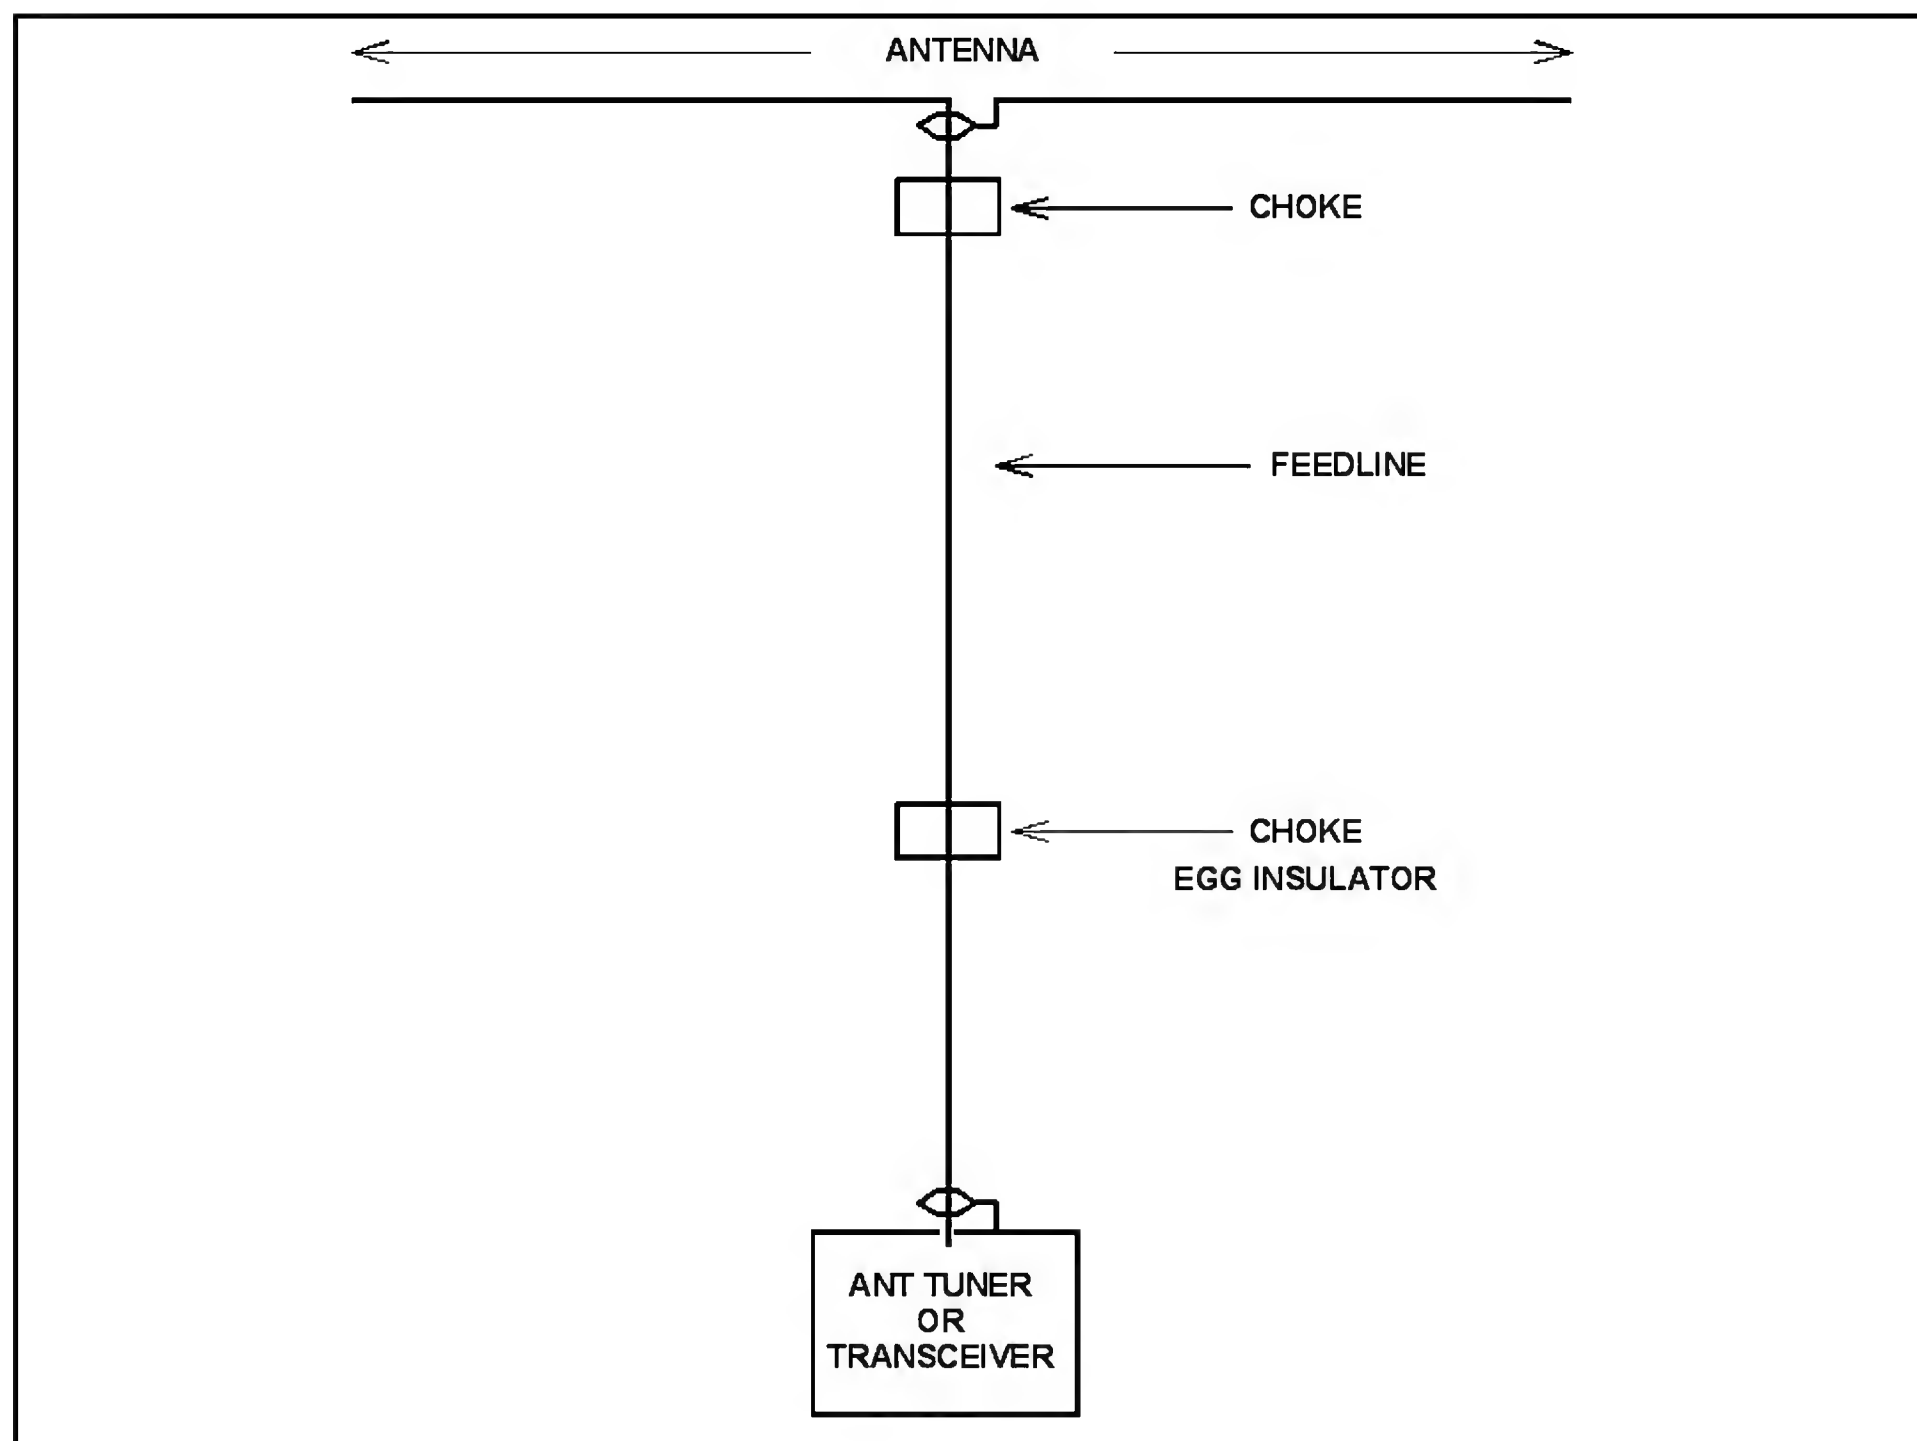 ANTENNA
CHOKE
FEEDLINE
CHOKE
EGG INSULATOR
ANT TUNER
OR
TRANSCEIVER